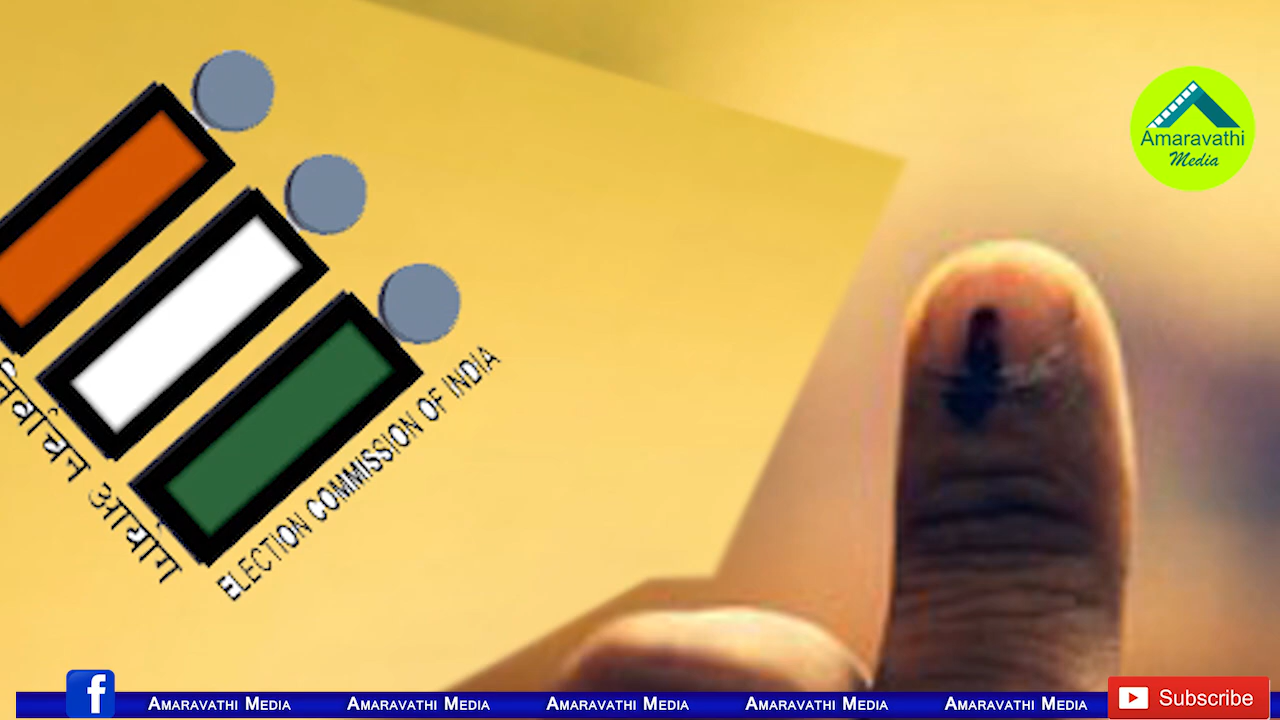 Amaravathi
Media
निर्वाचन आयोग
ELECTION COMMISSION OF INDIA
AMARAVATHI MEDIA AMARAVATHI MEDIA AMARAVATHI MEDIA AMARAVATHI MEDIA AMARAVATHI MEDIA
f
Subscribe